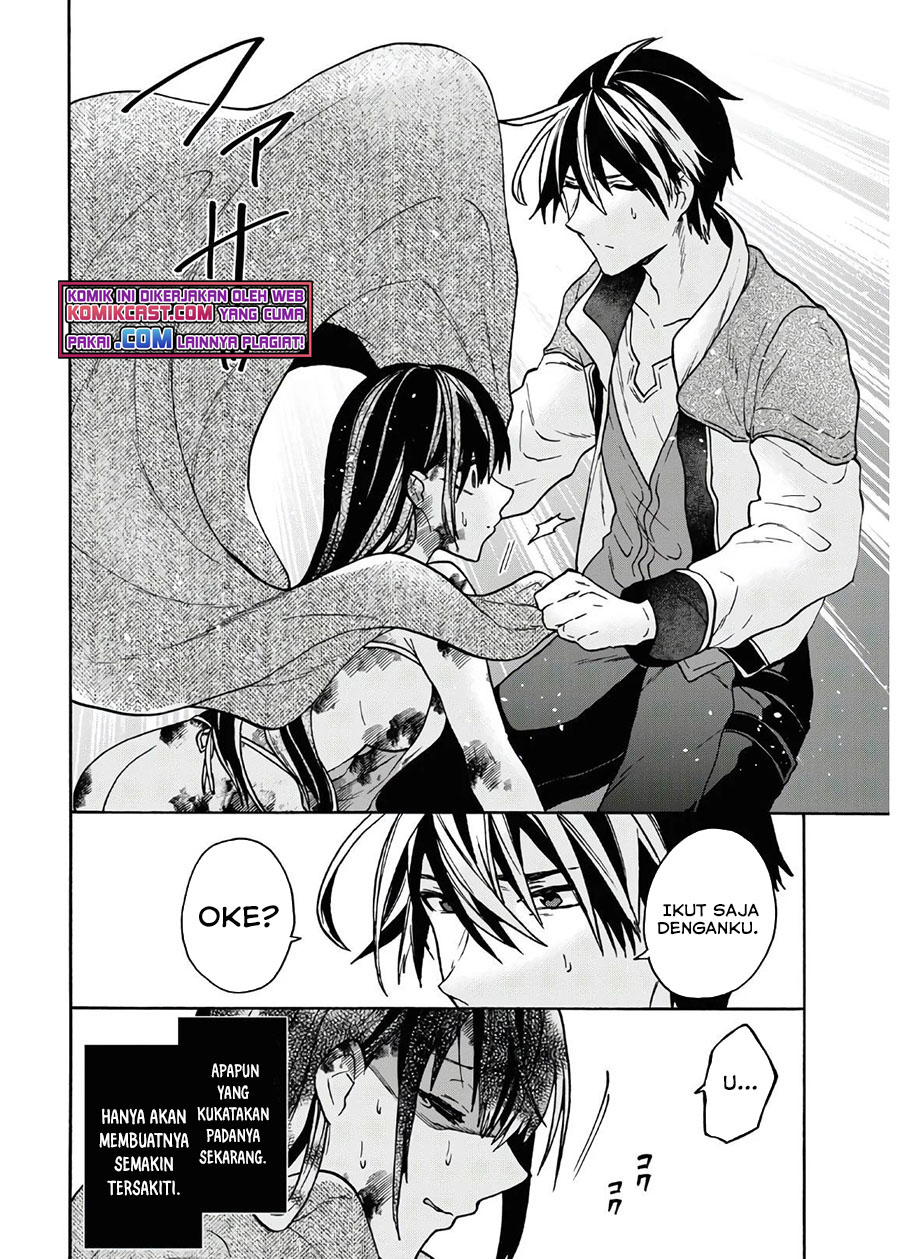 ファサ
KOMIK INI DIKERJAKAN OLEH WEB
KOMIKCAST.COM YANG CUMA
PAKAI .COM LAINNYA PLAGIAT!
IKUT SAJA
DENGANKU.
OKE?
U...
コク
コク
APAPUN
YANG
KUKATAKAN
PADANYA
SEKARANG.
HANYA AKAN
MEMBUATNYA
SEMAKIN
TERSAKITI.